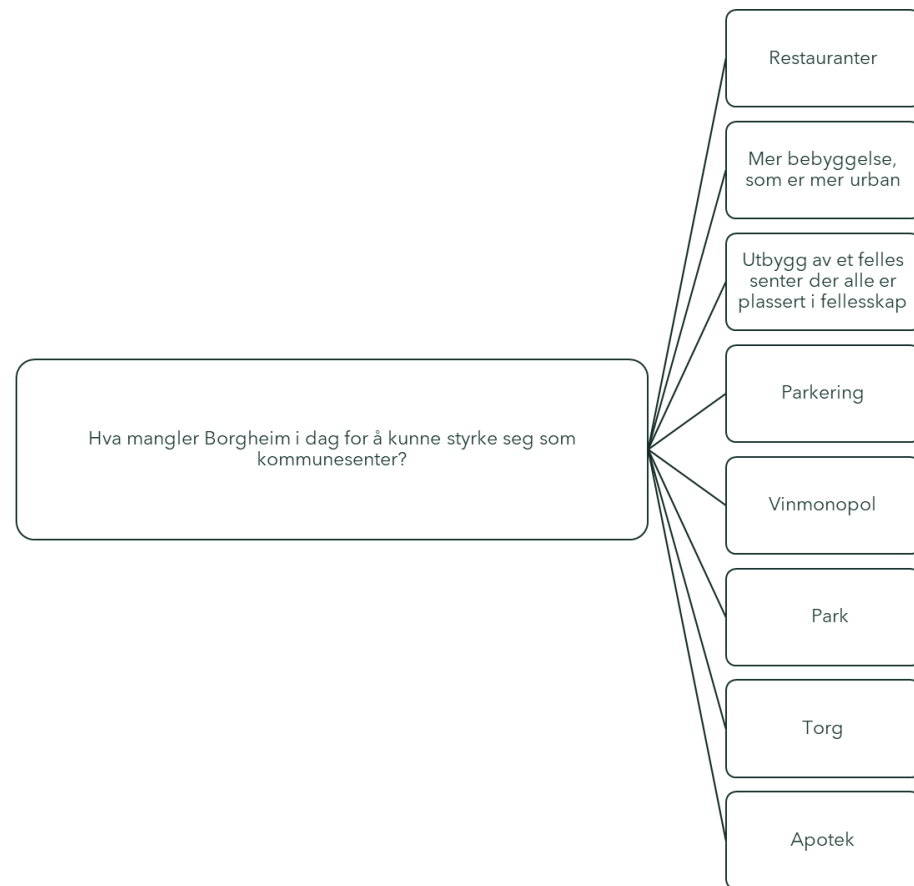 Restauranter
Mer bebyggelse,
som er mer urban
Utbygg av et felles
senter der alle er
plassert i fellesskap
Hva mangler Borgheim i dag for å kunne styrke seg som
kommunesenter?
Parkering
Vinmonopol
Park
Torg
Apotek